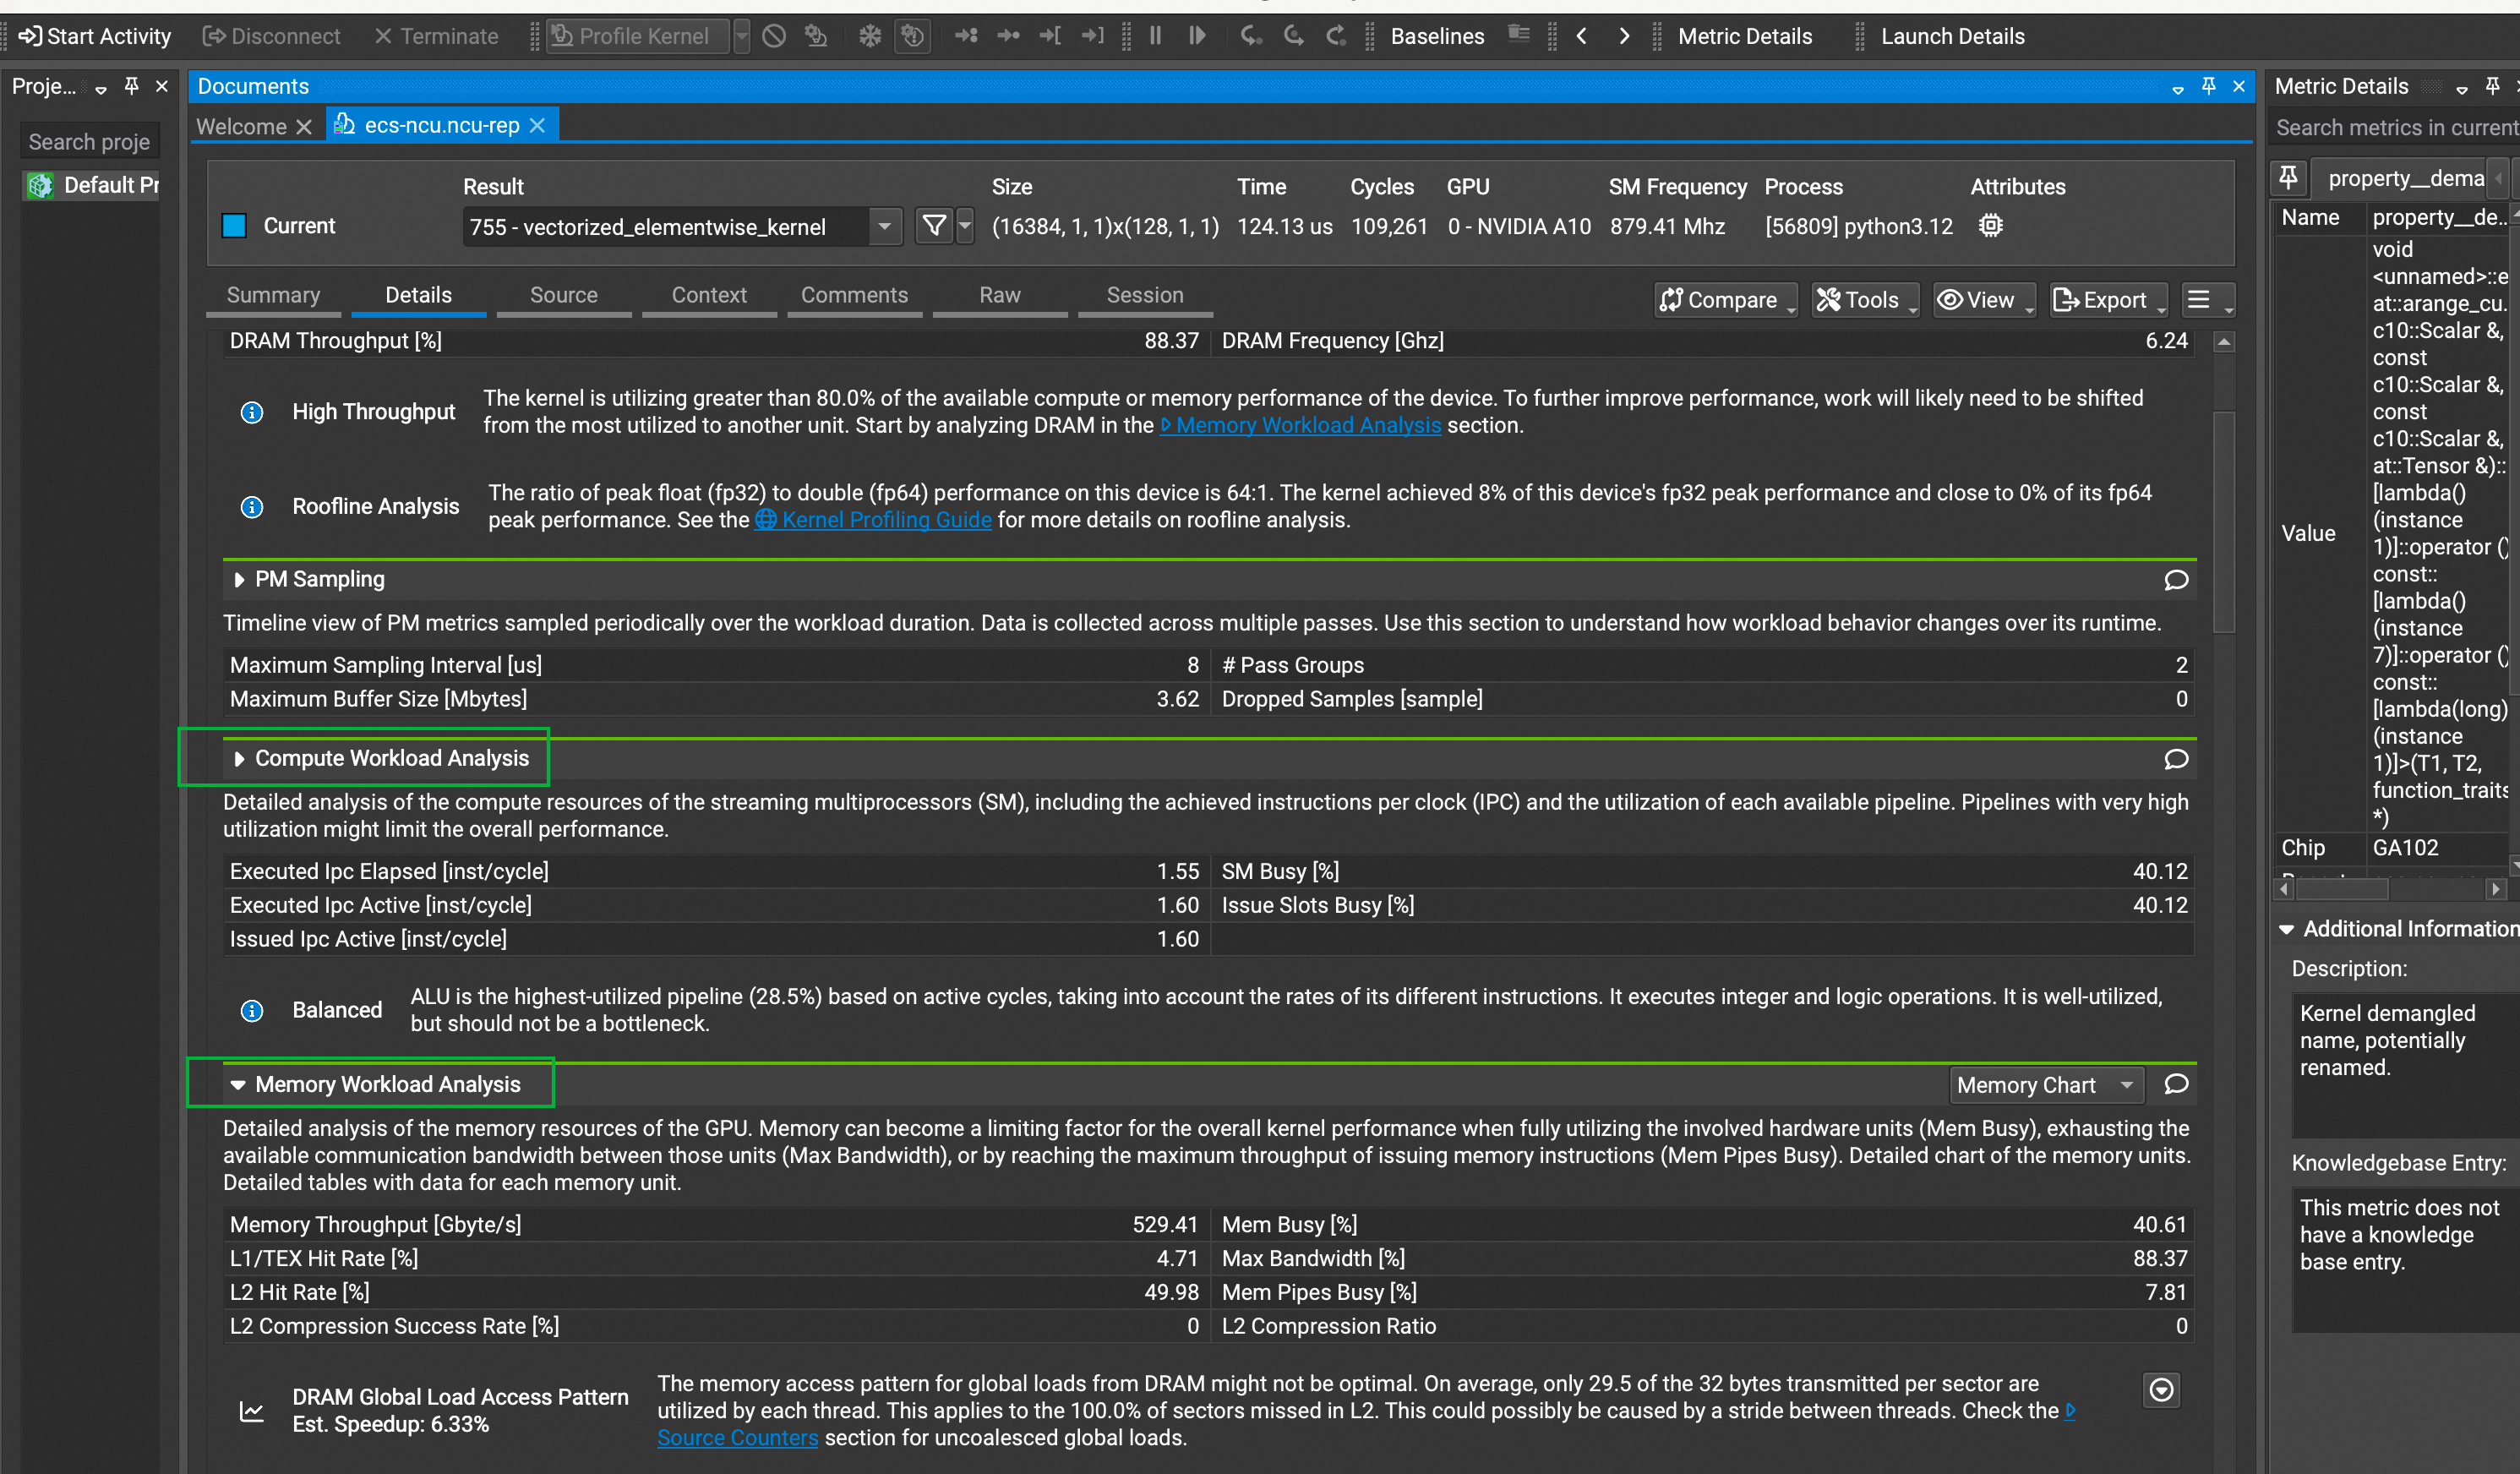 Start Activity Disconnect Terminate Profile Kernel Baselines Metric Details Launch Details
Proje...
Search proje
Default Pr
Documents
Welcome ecs-ncu.ncu-rep
Result Size Time Cycles GPU SM Frequency Process Attributes
Current 755 - vectorized_elementwise_kernel (16384, 1, 1)x(128, 1, 1) 124.13 us 109,261 0 - NVIDIA A10 879.41 Mhz [56809] python3.12
Summary Details Source Context Comments Raw Session Compare Tools View Export
DRAM Throughput [%] 88.37 DRAM Frequency [Ghz] 6.24
High Throughput
The kernel is utilizing greater than 80.0% of the available compute or memory performance of the device. To further improve performance, work will likely need to be shifted
from the most utilized to another unit. Start by analyzing DRAM in the Memory Workload Analysis section.
Roofline Analysis
The ratio of peak float (fp32) to double (fp64) performance on this device is 64:1. The kernel achieved 8% of this device's fp32 peak performance and close to 0% of its fp64
peak performance. See the Kernel Profiling Guide for more details on roofline analysis.
PM Sampling
Timeline view of PM metrics sampled periodically over the workload duration. Data is collected across multiple passes. Use this section to understand how workload behavior changes over its runtime.
Maximum Sampling Interval [us] 8 # Pass Groups 2
Maximum Buffer Size [Mbytes] 3.62 Dropped Samples [sample] 0
Compute Workload Analysis
Detailed analysis of the compute resources of the streaming multiprocessors (SM), including the achieved instructions per clock (IPC) and the utilization of each available pipeline. Pipelines with very high
utilization might limit the overall performance.
Executed Ipc Elapsed [inst/cycle] 1.55 SM Busy [%] 40.12
Executed Ipc Active [inst/cycle] 1.60 Issue Slots Busy [%] 40.12
Issued Ipc Active [inst/cycle] 1.60
Balanced
ALU is the highest-utilized pipeline (28.5%) based on active cycles, taking into account the rates of its different instructions. It executes integer and logic operations. It is well-utilized,
but should not be a bottleneck.
Memory Workload Analysis Memory Chart
Detailed analysis of the memory resources of the GPU. Memory can become a limiting factor for the overall kernel performance when fully utilizing the involved hardware units (Mem Busy), exhausting the
available communication bandwidth between those units (Max Bandwidth), or by reaching the maximum throughput of issuing memory instructions (Mem Pipes Busy). Detailed chart of the memory units.
Detailed tables with data for each memory unit.
Memory Throughput [Gbyte/s] 529.41 Mem Busy [%] 40.61
L1/TEX Hit Rate [%] 4.71 Max Bandwidth [%] 88.37
L2 Hit Rate [%] 49.98 Mem Pipes Busy [%] 7.81
L2 Compression Success Rate [%] 0 L2 Compression Ratio 0
DRAM Global Load Access Pattern
Est. Speedup: 6.33%
The memory access pattern for global loads from DRAM might not be optimal. On average, only 29.5 of the 32 bytes transmitted per sector are
utilized by each thread. This applies to the 100.0% of sectors missed in L2. This could possibly be caused by a stride between threads. Check the
Source Counters section for uncoalesced global loads.
Metric Details
Search metrics in current
property__dema
Name property__de...
Value
void
<unnamed>::e
at::arange_cu.
c10::Scalar &,
const
c10::Scalar &,
const
c10::Scalar &,
at::Tensor &)::
[lambda()
(instance
1)]::operator ()
const::
[lambda()
(instance
7)]::operator ()
const::
[lambda(long)
(instance
1)]>(T1, T2,
function_traits
*)
Chip GA102
Additional Information
Description:
Kernel demangled
name, potentially
renamed.
Knowledgebase Entry:
This metric does not
have a knowledge
base entry.